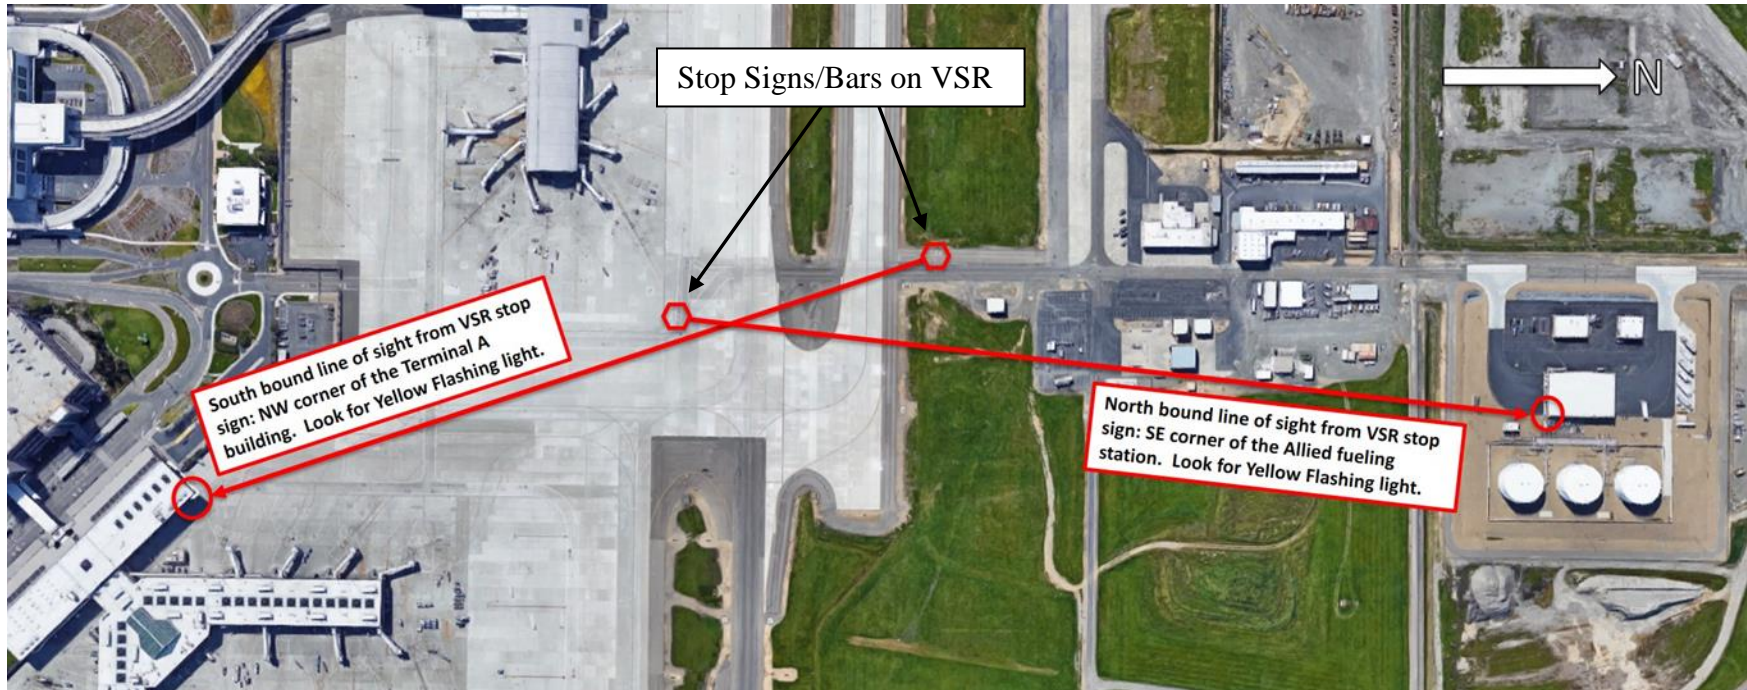 Stop Signs/Bars on VSR
N
South bound line of sight from VSR stop
sign: NW corner of the Terminal A
building.  Look for Yellow Flashing light.
North bound line of sight from VSR stop
sign: SE corner of the Allied fueling
station.  Look for Yellow Flashing light.